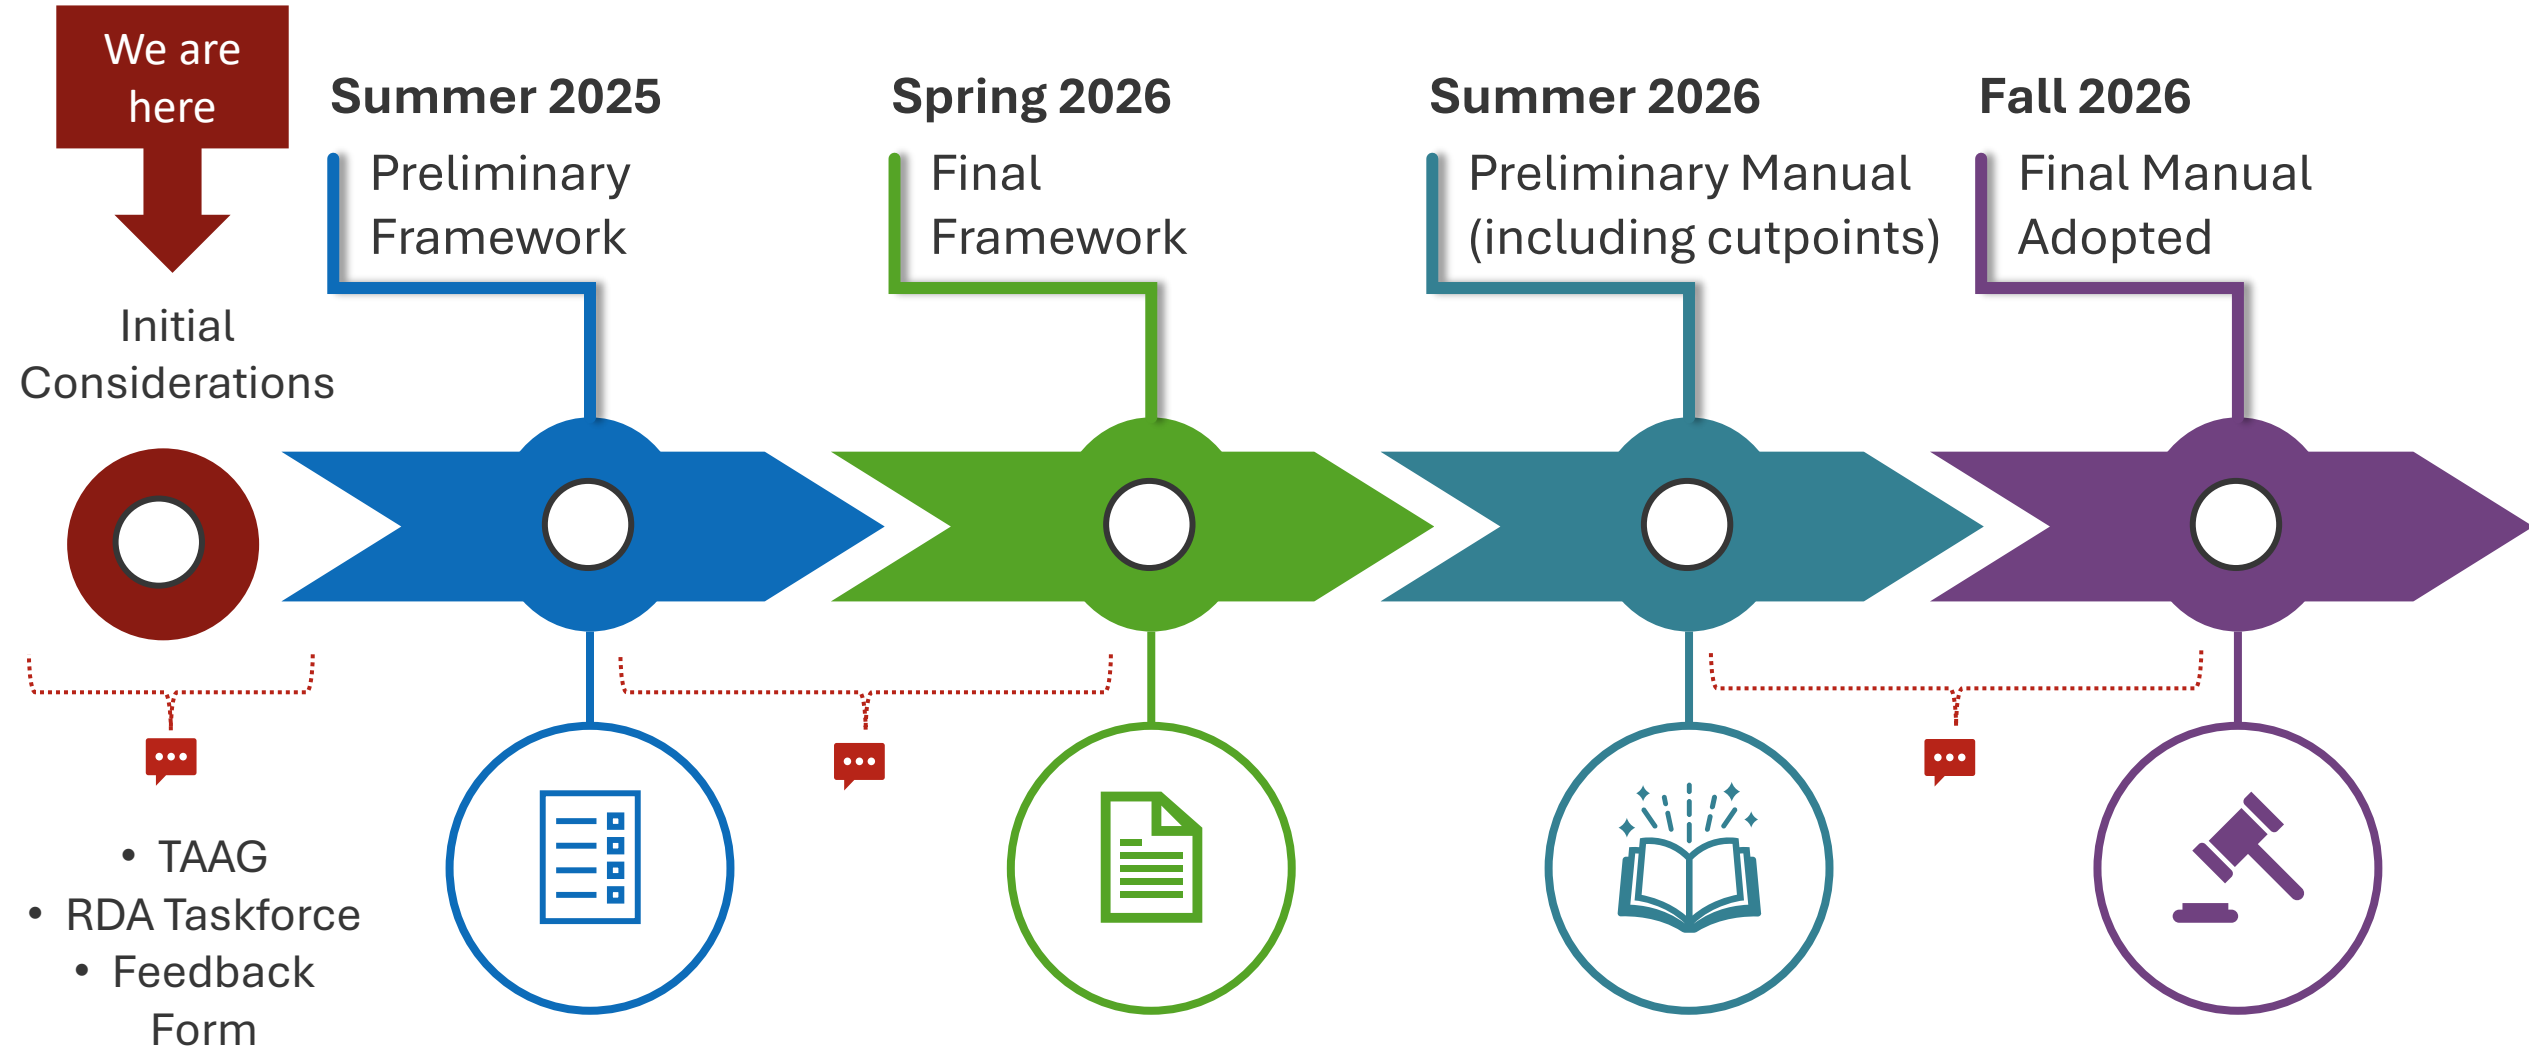 We are
here
Initial
Considerations
Summer 2025
Preliminary
Framework
Spring 2026
Final
Framework
Summer 2026
Preliminary Manual
(including cutpoints)
Fall 2026
Final Manual
Adopted
• TAAG
• RDA Taskforce
• Feedback
Form